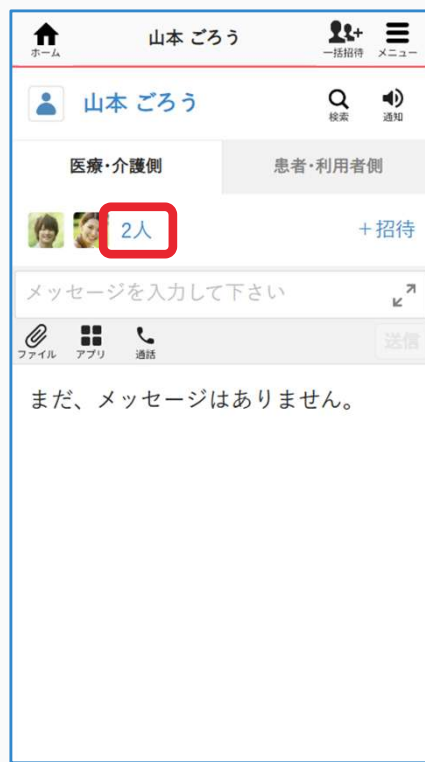 山本 ごろう
ホーム 一括招待 メニュー
山本 ごろう
検索 通知
医療・介護側 患者・利用者側
2人 +招待
メッセージを入力して下さい
ファイル アプリ 通話 送信
まだ、メッセージはありません。